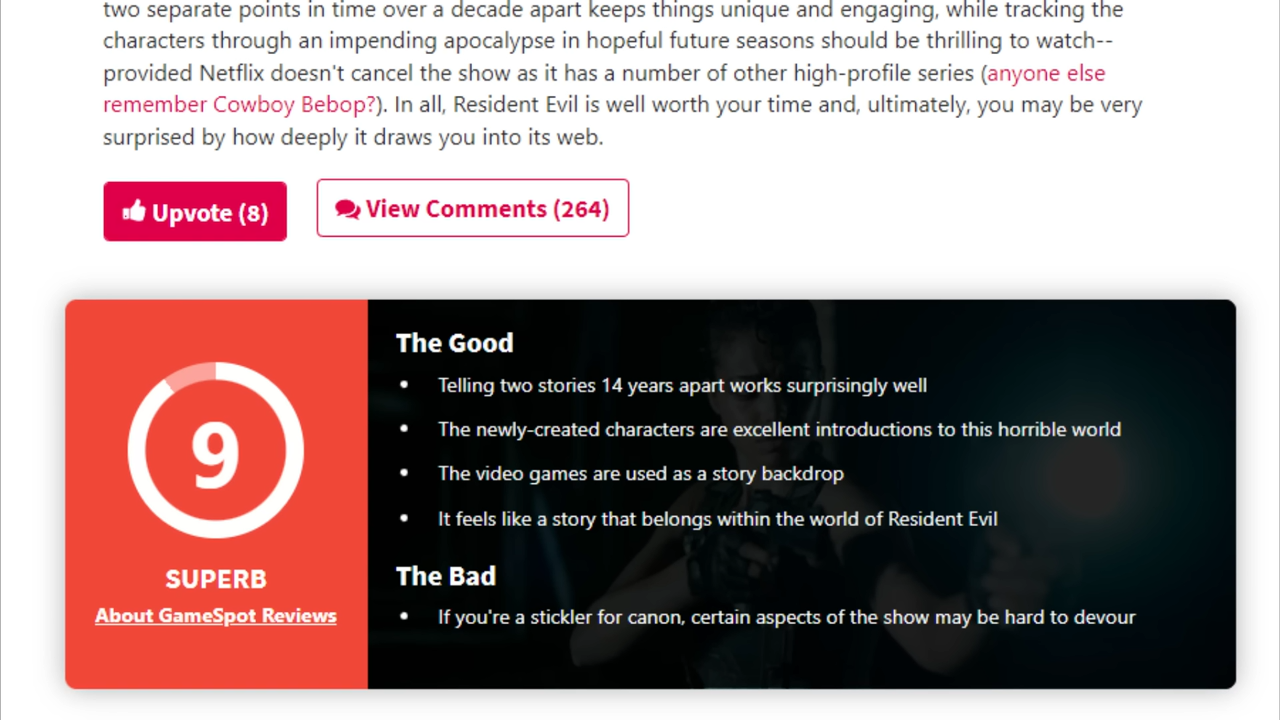 two separate points in time over a decade apart keeps things unique and engaging, while tracking the
characters through an impending apocalypse in hopeful future seasons should be thrilling to watch--
provided Netflix doesn't cancel the show as it has a number of other high-profile series (anyone else
remember Cowboy Bebop?). In all, Resident Evil is well worth your time and, ultimately, you may be very
surprised by how deeply it draws you into its web.
Upvote (8)
View Comments (264)
9
SUPERB
About GameSpot Reviews
The Good
• Telling two stories 14 years apart works surprisingly well
• The newly-created characters are excellent introductions to this horrible world
• The video games are used as a story backdrop
• It feels like a story that belongs within the world of Resident Evil
The Bad
• If you're a stickler for canon, certain aspects of the show may be hard to devour